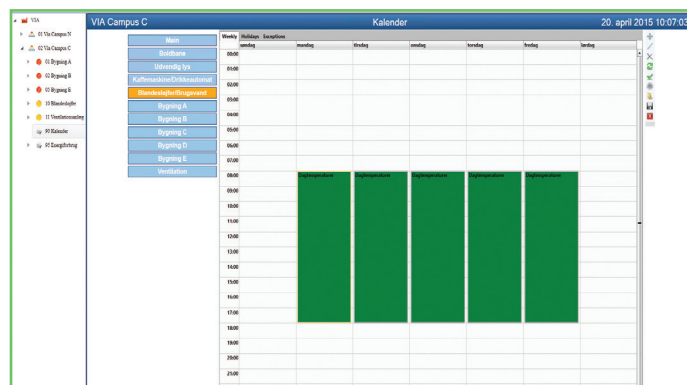 VIA
01 Via Campus N
02 Via Campus C
01 Bygning A
02 Bygning B
03 Bygning E
10 Blandesløjfer
11 Ventilationsanlæg
90 Kalender
95 Energiforbrug
VIA Campus C
Kalender
20. april 2015 10:07:03
Main
Boldbane
Udvendig lys
Kaffemaskine/Drikkeautomat
Blandesløjfer/Brugsvand
Bygning A
Bygning B
Bygning C
Bygning D
Bygning E
Ventilation
Weekly Holidays Exceptions
søndag mandag tirsdag onsdag torsdag fredag lørdag
00:00
01:00
02:00
03:00
04:00
05:00
06:00
07:00
08:00 Dagtemperaturer Dagtemperaturer Dagtemperaturer Dagtemperaturer Dagtemperaturer
09:00
10:00
11:00
12:00
13:00
14:00
15:00
16:00
17:00
18:00
19:00
20:00
21:00